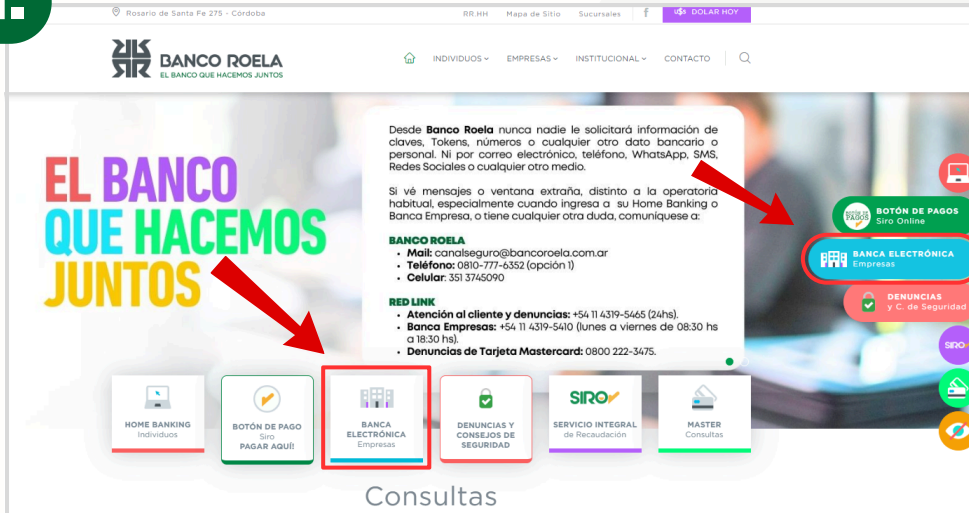 Rosario de Santa Fe 275 - Córdoba
RR.HH Mapa de Sitio Sucursales f U$S DOLAR HOY
BANCO ROELA
EL BANCO QUE HACEMOS JUNTOS
INDIVIDUOS EMPRESAS INSTITUCIONAL CONTACTO
EL BANCO
QUE HACEMOS
JUNTOS
Desde Banco Roela nunca nadie le solicitará información de
claves, Tokens, números o cualquier otro dato bancario o
personal. Ni por correo electrónico, teléfono, WhatsApp, SMS,
Redes Sociales o cualquier otro medio.
Si vé mensajes o ventana extraña, distinto a la operatoria
habitual, especialmente cuando ingresa a su Home Banking o
Banca Empresa, o tiene cualquier otra duda, comuníquese a:
BANCO ROELA
• Mail: canalseguro@bancoroela.com.ar
• Teléfono: 0810-777-6352 (opción 1)
• Celular: 351 3745090
RED LINK
• Atención al cliente y denuncias: +54 11 4319-5465 (24hs).
• Banca Empresas: +54 11 4319-5410 (lunes a viernes de 08:30 hs
a 18:30 hs).
• Denuncias de Tarjeta Mastercard: 0800 222-3475.
BOTÓN DE
PAGOS
BOTÓN DE PAGOS
Siro Online
BANCA ELECTRÓNICA
Empresas
DENUNCIAS
y C. de Seguridad
SIRO
HOME BANKING
Individuos
BOTÓN DE PAGO
Siro
PAGAR AQUÍ!
BANCA
ELECTRÓNICA
Empresas
DENUNCIAS Y
CONSEJOS DE
SEGURIDAD
SIRO
SERVICIO INTEGRAL
de Recaudación
MASTER
Consultas
Consultas